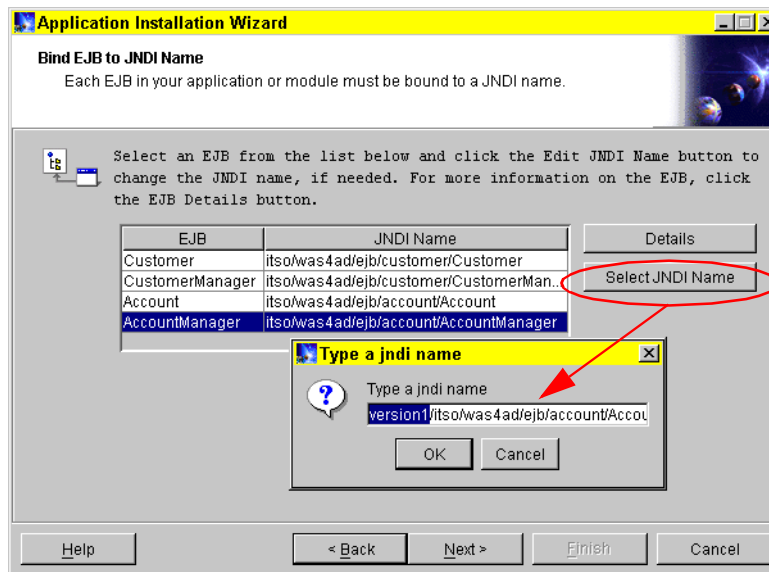 Application Installation Wizard
Bind EJB to JNDI Name
Each EJB in your application or module must be bound to a JNDI name.
Select an EJB from the list below and click the Edit JNDI Name button to
change the JNDI name, if needed. For more information on the EJB, click
the EJB Details button.
EJB JNDI Name
Customer itso/was4ad/ejb/customer/Customer
CustomerManager itso/was4ad/ejb/customer/CustomerMan...
Account itso/was4ad/ejb/account/Account
AccountManager itso/was4ad/ejb/account/AccountManager
Details
Select JNDI Name
Type a jndi name
Type a jndi name
version1/itso/was4ad/ejb/account/Accou
OK Cancel
Help < Back Next > Finish Cancel